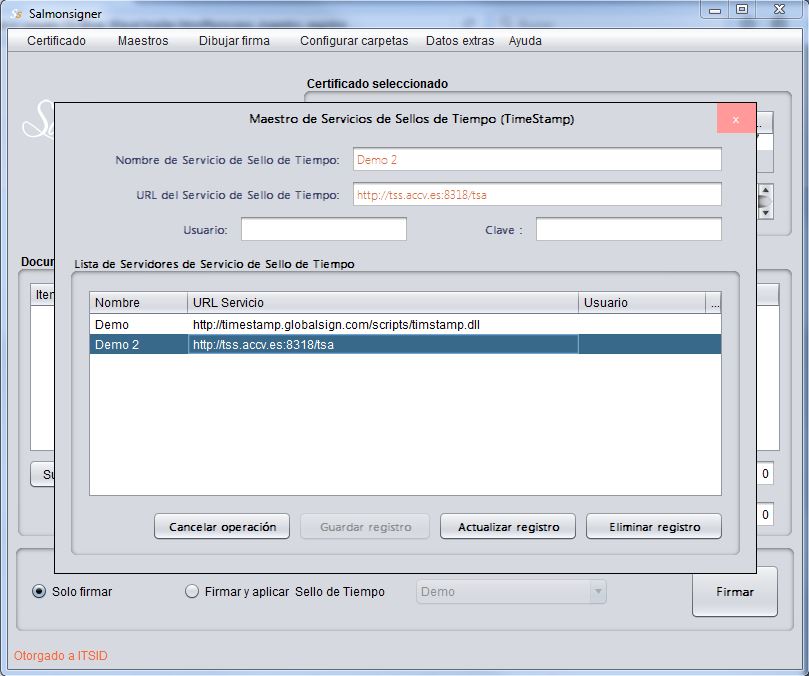 Salmonsigner
Certificado Maestros Dibujar firma Configurar carpetas Datos extras Ayuda
Certificado seleccionado
...
Maestro de Servicios de Sellos de Tiempo (TimeStamp) x
Nombre de Servicio de Sello de Tiempo: Demo 2
URL del Servicio de Sello de Tiempo: http://tss.accv.es:8318/tsa
Usuario: Clave :
Lista de Servidores de Servicio de Sello de Tiempo
Nombre URL Servicio Usuario ...
Demo http://timestamp.globalsign.com/scripts/timstamp.dll
Demo 2 http://tss.accv.es:8318/tsa
0
0
Cancelar operación Guardar registro Actualizar registro Eliminar registro
Solo firmar Firmar y aplicar Sello de Tiempo Demo Firmar
Otorgado a ITSID